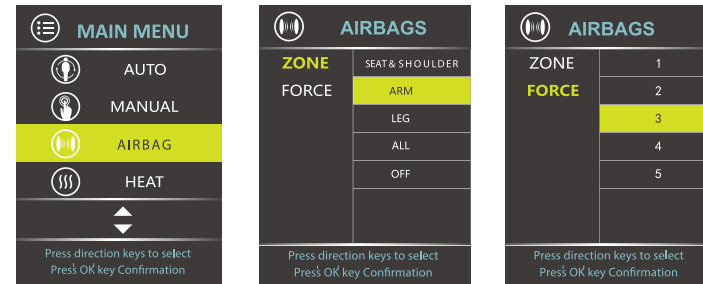 MAIN MENU
AUTO
MANUAL
AIRBAG
HEAT
Press direction keys to select
Press' OK' key Confirmation
AIRBAGS
ZONE
FORCE
SEAT& SHOULDER
ARM
LEG
ALL
OFF
Press direction keys to select
Press' OK' key Confirmation
AIRBAGS
ZONE
FORCE
1
2
3
4
5
Press direction keys to select
Press' OK' key Confirmation